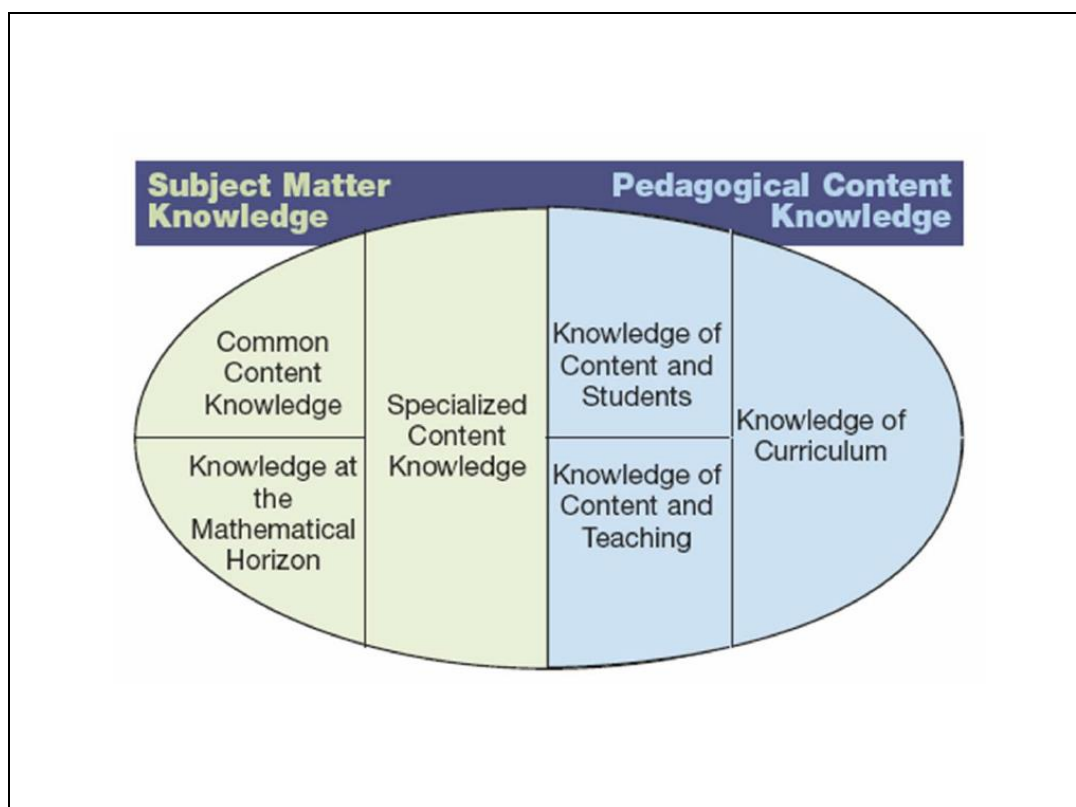 Subject Matter
Knowledge
Pedagogical Content
Knowledge
Common
Content
Knowledge
Knowledge at
the
Mathematical
Horizon
Specialized
Content
Knowledge
Knowledge of
Content and
Students
Knowledge of
Content and
Teaching
Knowledge of
Curriculum